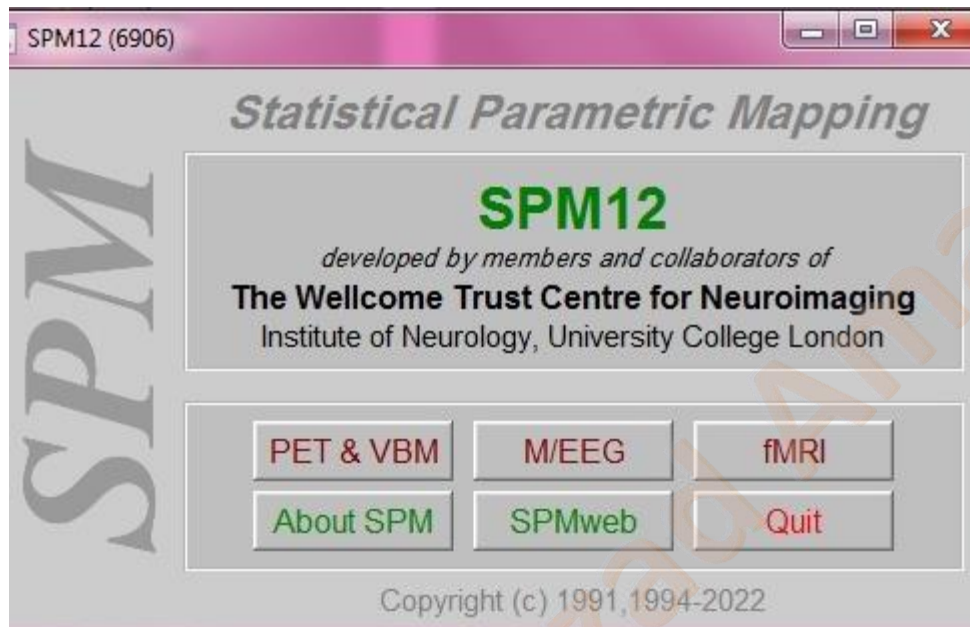 SPM12 (6906)
Statistical Parametric Mapping
SPM
SPM12
developed by members and collaborators of
The Wellcome Trust Centre for Neuroimaging
Institute of Neurology, University College London
PET & VBM M/EEG fMRI
About SPM SPMweb Quit
Copyright (c) 1991,1994-2022